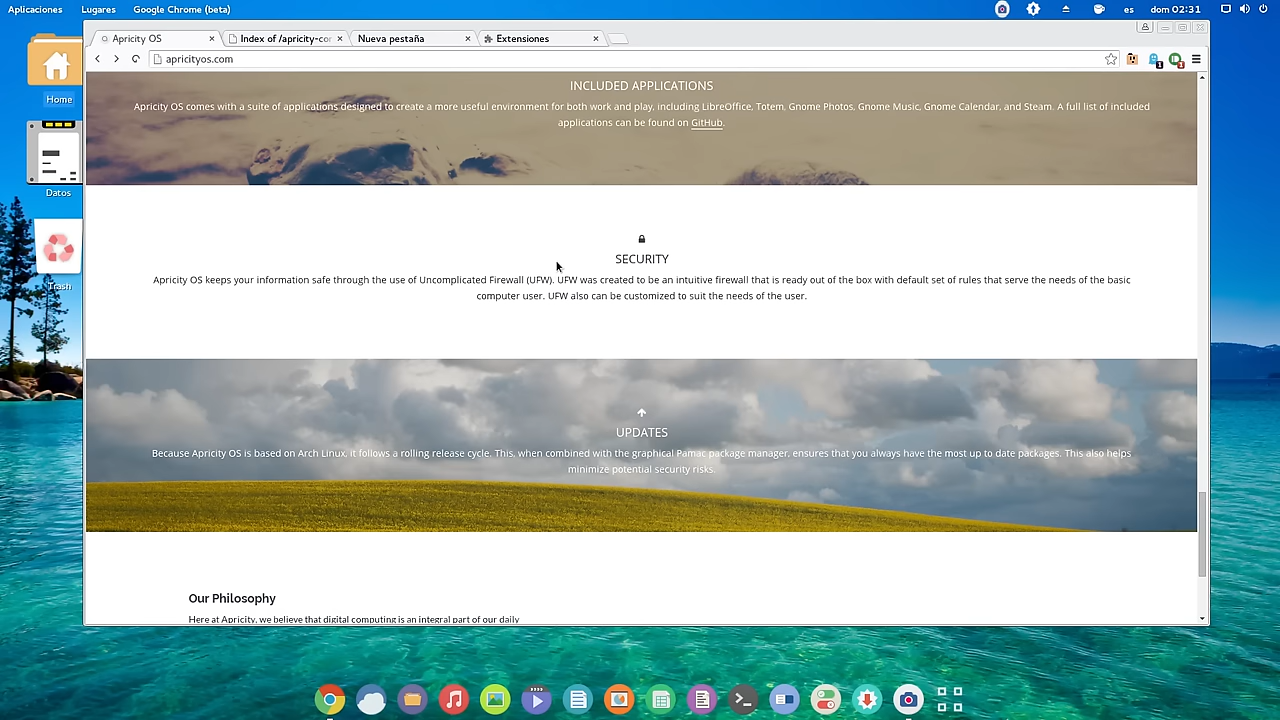 Aplicaciones Lugares Google Chrome (beta) es dom 02:31
Apricity OS Index of /apricity-cor Nueva pestaña Extensiones
apricityos.com
Home
Datos
Trash
INCLUDED APPLICATIONS
Apricity OS comes with a suite of applications designed to create a more useful environment for both work and play, including LibreOffice, Totem, Gnome Photos, Gnome Music, Gnome Calendar, and Steam. A full list of included
applications can be found on GitHub.
SECURITY
Apricity OS keeps your information safe through the use of Uncomplicated Firewall (UFW). UFW was created to be an intuitive firewall that is ready out of the box with default set of rules that serve the needs of the basic
computer user. UFW also can be customized to suit the needs of the user.
UPDATES
Because Apricity OS is based on Arch Linux, it follows a rolling release cycle. This, when combined with the graphical Pamac package manager, ensures that you always have the most up to date packages. This also helps
minimize potential security risks.
Our Philosophy
Here at Apricity, we believe that digital computing is an integral part of our daily